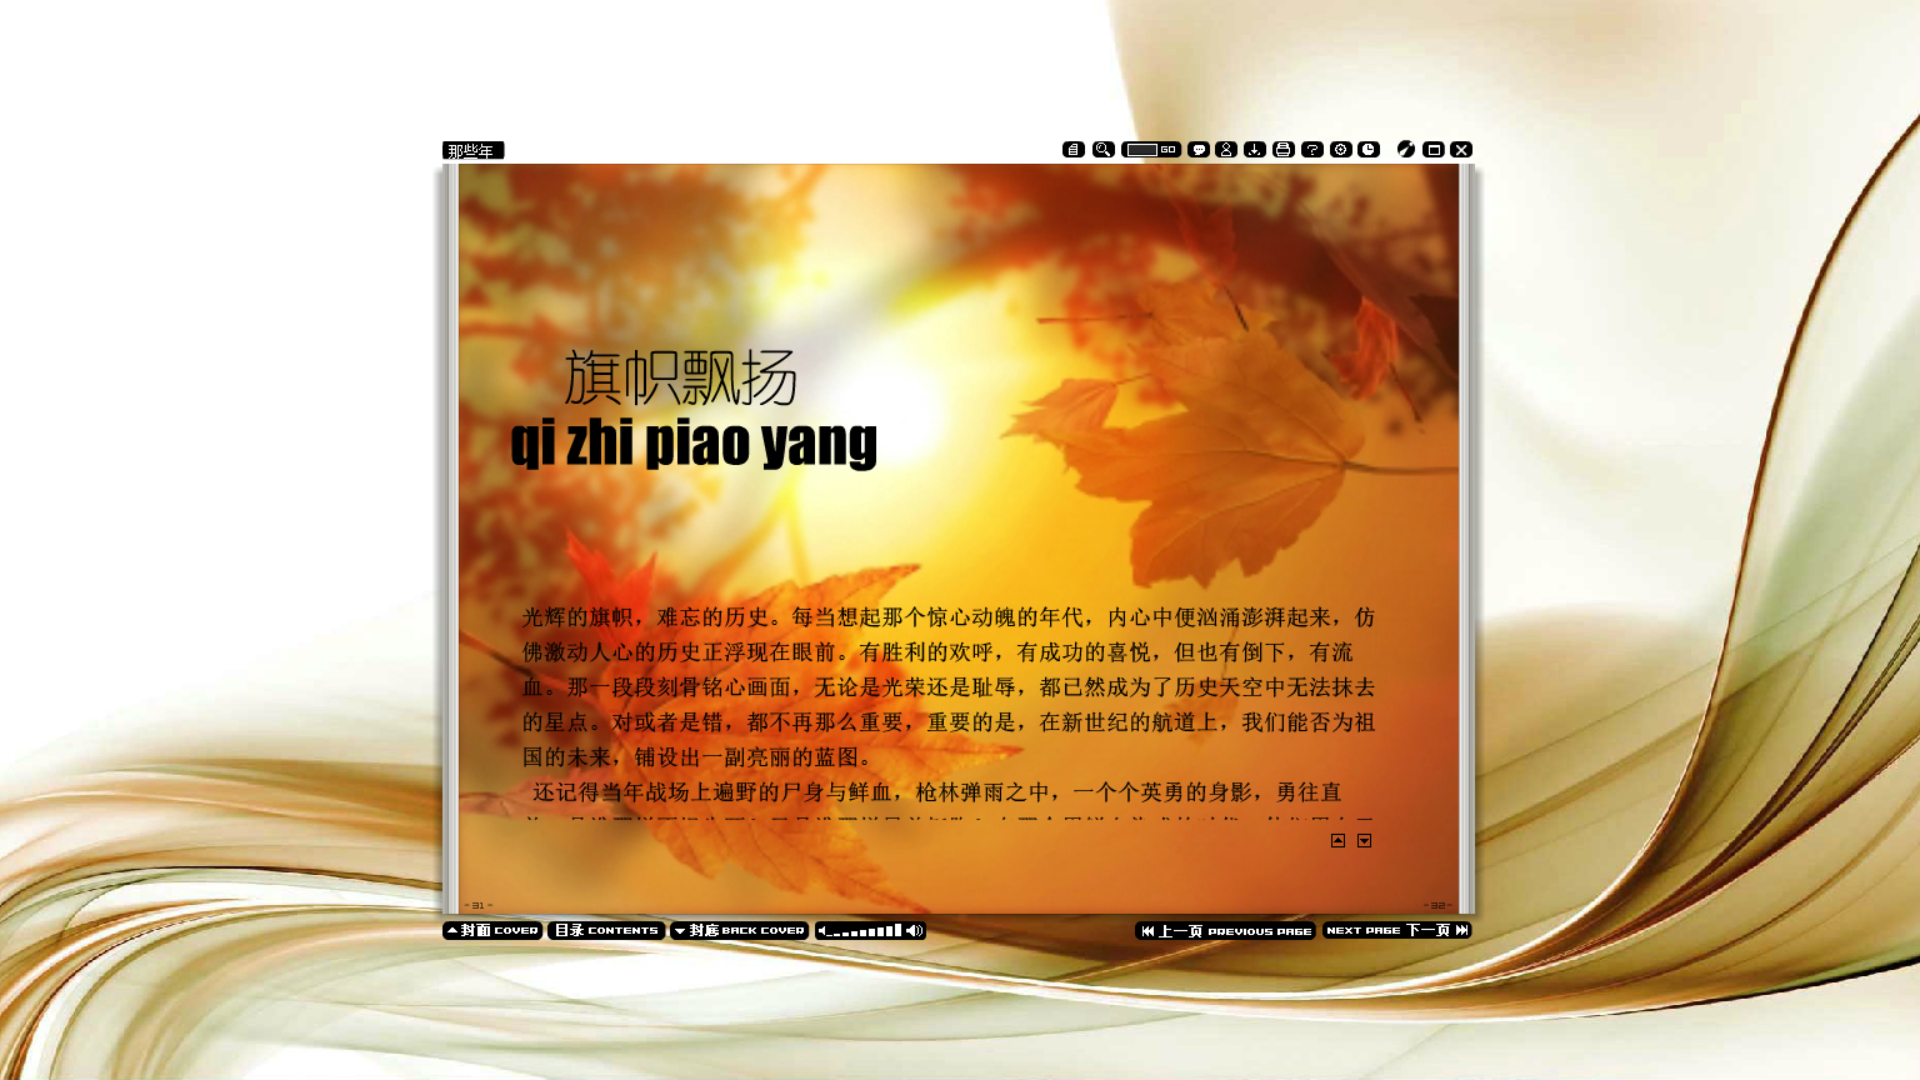 那些年
GO
旗帜飘扬
qi zhi piao yang
光辉的旗帜，难忘的历史。每当想起那个惊心动魄的年代，内心中便汹涌澎湃起来，仿
佛激动人心的历史正浮现在眼前。有胜利的欢呼，有成功的喜悦，但也有倒下，有流
血。那一段段刻骨铭心画面，无论是光荣还是耻辱，都已然成为了历史天空中无法抹去
的星点。对或者是错，都不再那么重要，重要的是，在新世纪的航道上，我们能否为祖
国的未来，铺设出一副亮丽的蓝图。
还记得当年战场上遍野的尸身与鲜血，枪林弹雨之中，一个个英勇的身影，勇往直
- 31 -
- 32 -
封面 COVER
目录 CONTENTS
封底 BACK COVER
上一页 PREVIOUS PAGE
NEXT PAGE 下一页